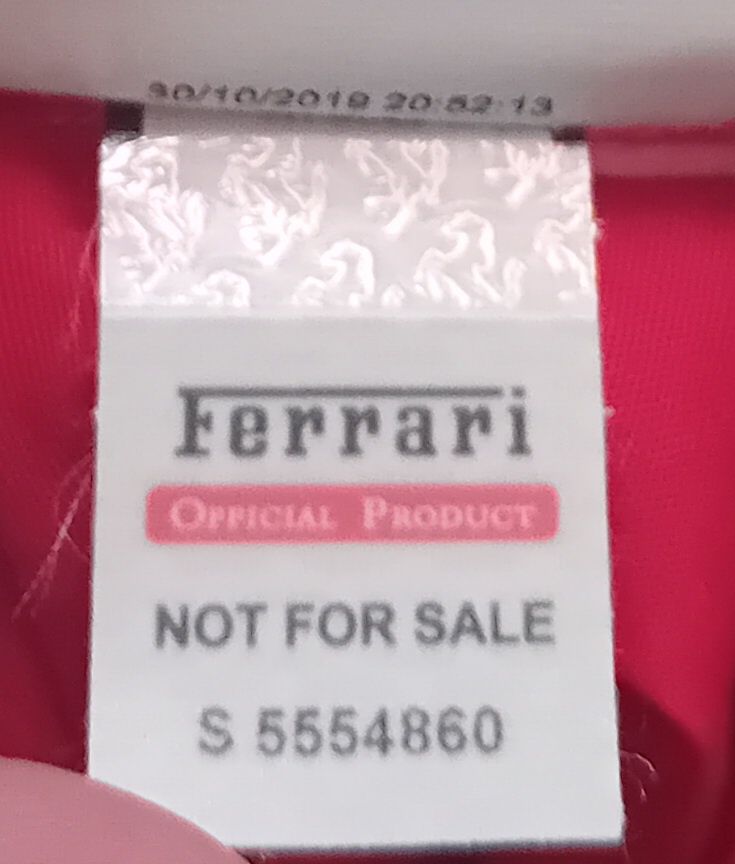 30/10/2019 20:52:13
Ferrari
OFFICIAL PRODUCT
NOT FOR SALE
S 5554860